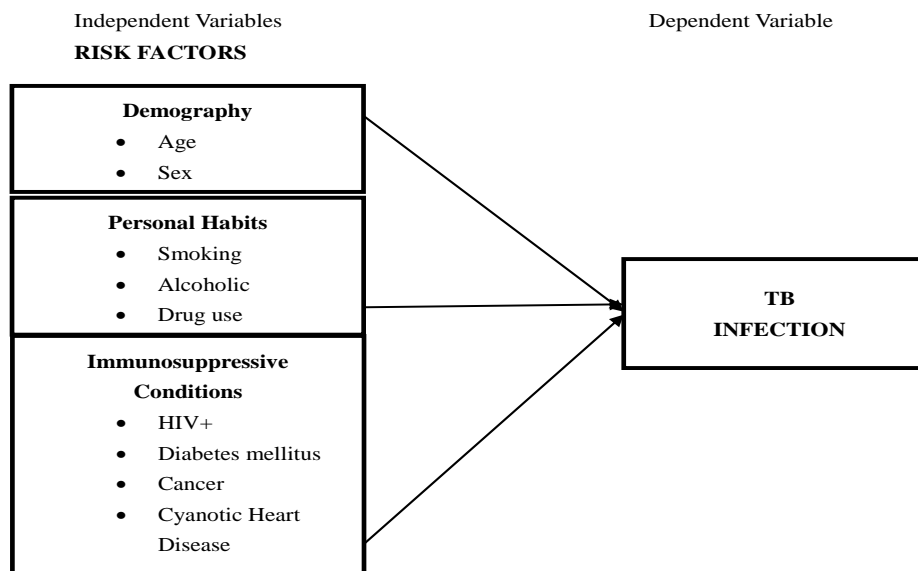 Independent Variables
Dependent Variable
RISK FACTORS
Demography
• Age
• Sex
Personal Habits
• Smoking
• Alcoholic
• Drug use
Immunosuppressive
Conditions
• HIV+
• Diabetes mellitus
• Cancer
• Cyanotic Heart
Disease
TB
INFECTION